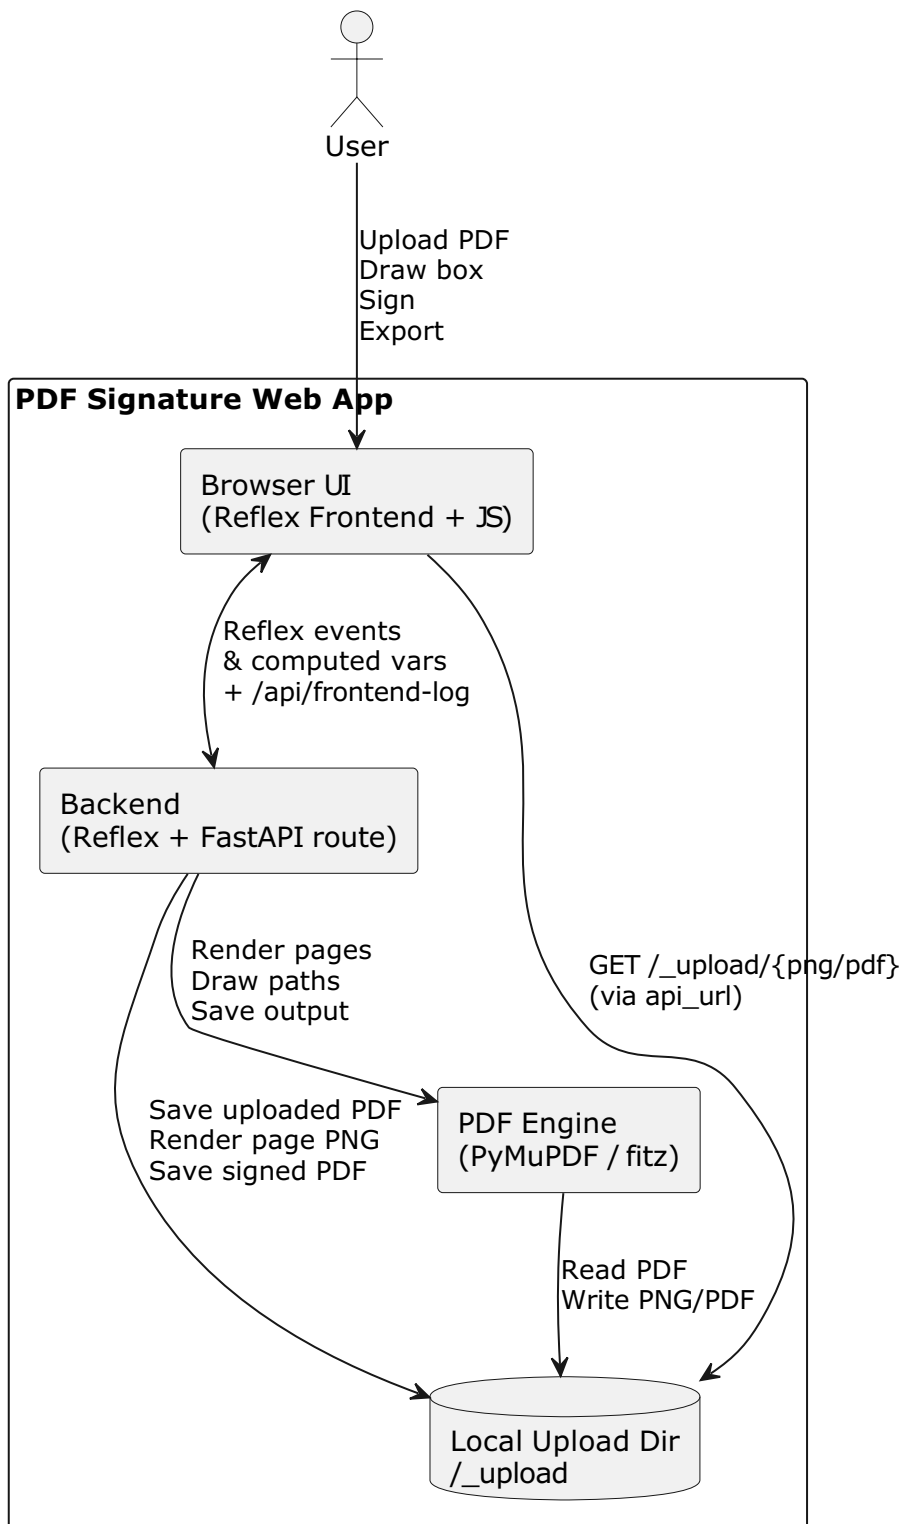 User
Upload PDF
Draw box
Sign
Export
PDF Signature Web App
Browser UI
(Reflex Frontend + JS)
Reflex events
& computed vars
+ /api/frontend-log
Backend
(Reflex + FastAPI route)
Render pages
Draw paths
Save output
GET /_upload/{png/pdf}
(via api_url)
Save uploaded PDF
Render page PNG
Save signed PDF
PDF Engine
(PyMuPDF / fitz)
Read PDF
Write PNG/PDF
Local Upload Dir
/_upload